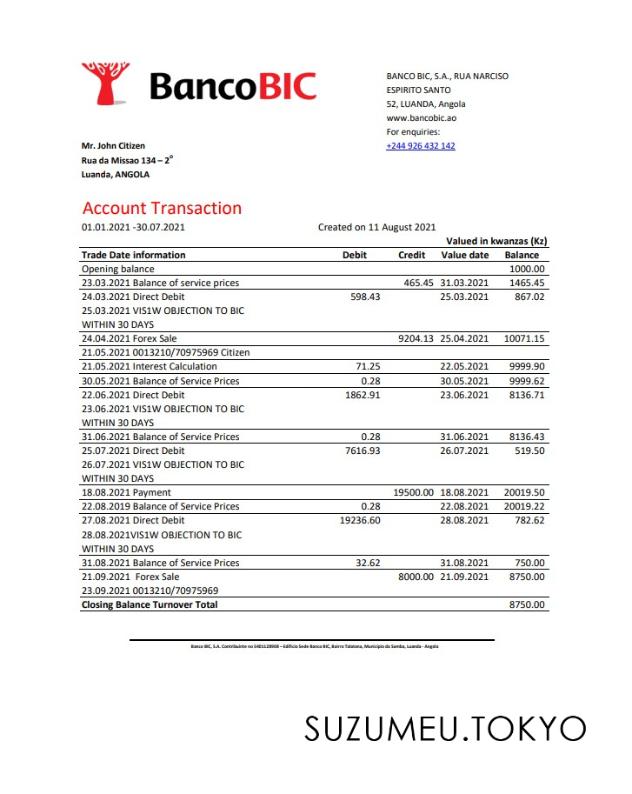 BancoBIC
BANCO BIC, S.A., RUA NARCISO
ESPIRITO SANTO
52, LUANDA, Angola
www.bancobic.ao
For enquiries:
+244 926 432 142
Mr. John Citizen
Rua da Missao 134 – 2º
Luanda, ANGOLA
Account Transaction
01.01.2021 -30.07.2021 Created on 11 August 2021
Valued in kwanzas (Kz)
Trade Date information Debit Credit Value date Balance
Opening balance 1000.00
23.03.2021 Balance of service prices 465.45 31.03.2021 1465.45
24.03.2021 Direct Debit 598.43 25.03.2021 867.02
25.03.2021 VIS1W OBJECTION TO BIC
WITHIN 30 DAYS
24.04.2021 Forex Sale 9204.13 25.04.2021 10071.15
21.05.2021 0013210/70975969 Citizen
21.05.2021 Interest Calculation 71.25 22.05.2021 9999.90
30.05.2021 Balance of Service Prices 0.28 30.05.2021 9999.62
22.06.2021 Direct Debit 1862.91 23.06.2021 8136.71
23.06.2021 VIS1W OBJECTION TO BIC
WITHIN 30 DAYS
31.06.2021 Balance of Service Prices 0.28 31.06.2021 8136.43
25.07.2021 Direct Debit 7616.93 26.07.2021 519.50
26.07.2021 VIS1W OBJECTION TO BIC
WITHIN 30 DAYS
18.08.2021 Payment 19500.00 18.08.2021 20019.50
22.08.2019 Balance of Service Prices 0.28 22.08.2021 20019.22
27.08.2021 Direct Debit 19236.60 28.08.2021 782.62
28.08.2021VIS1W OBJECTION TO BIC
WITHIN 30 DAYS
31.08.2021 Balance of Service Prices 32.62 31.08.2021 750.00
21.09.2021 Forex Sale 8000.00 21.09.2021 8750.00
23.09.2021 0013210/70975969
Closing Balance Turnover Total 8750.00
Banco BIC, S.A. Contribuinte no – Edifício Sede Banco BIC, Bairro Talatona, Município da Samba, Luanda - Angola
SUZUMEU.TOKYO